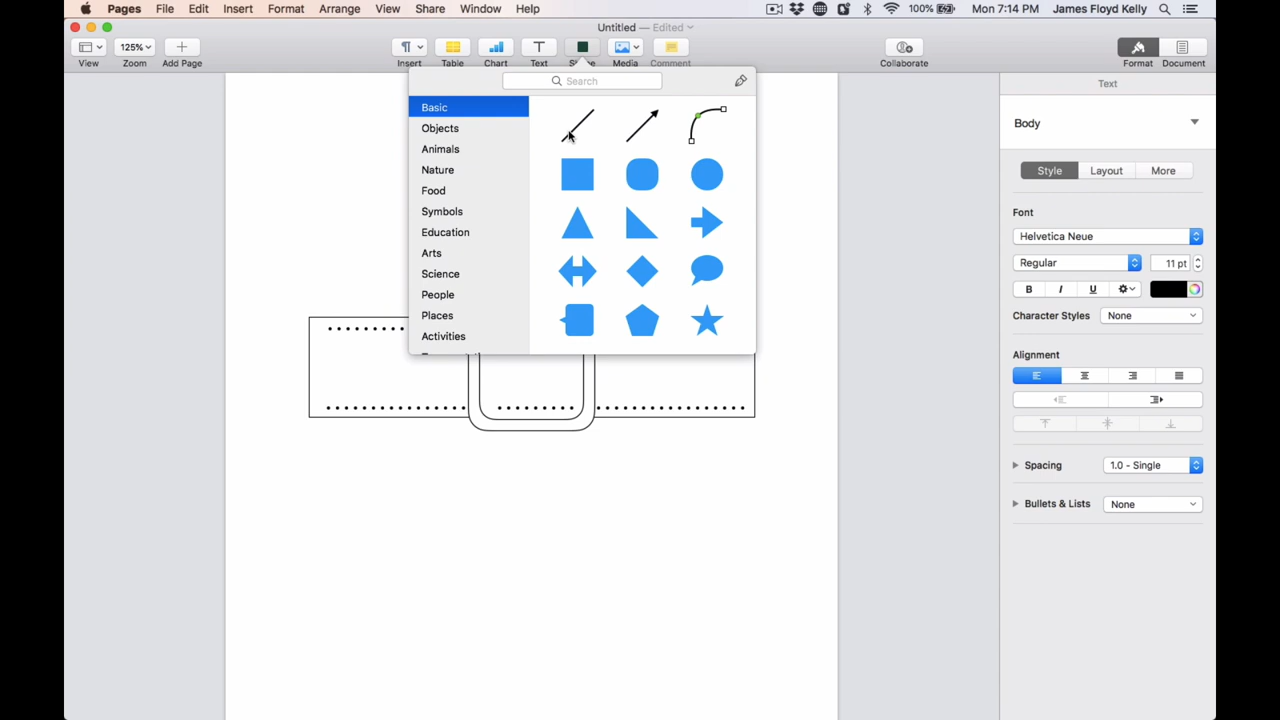 Pages File Edit Insert Format Arrange View Share Window Help 100% Mon 7:14 PM James Floyd Kelly
Untitled — Edited
125%
View Zoom Add Page Insert Table Chart Text Media Comment Collaborate Format Document
Search
Text
Basic
Objects
Animals
Nature
Food
Symbols
Education
Arts
Science
People
Places
Activities
Body
Style Layout More
Font
Helvetica Neue
Regular 11 pt
B I U
Character Styles None
Alignment
Spacing 1.0 - Single
Bullets & Lists None